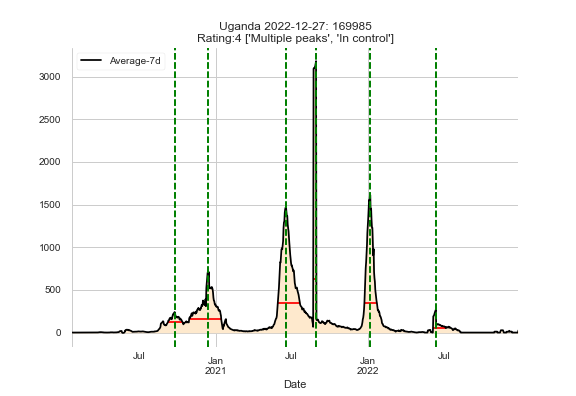 Uganda 2022-12-27: 169985
Rating:4 ['Multiple peaks', 'In control']
Average-7d
3000
2500
2000
1500
1000
500
0
Jul
Jan
2021
Jul
Jan
2022
Jul
Date